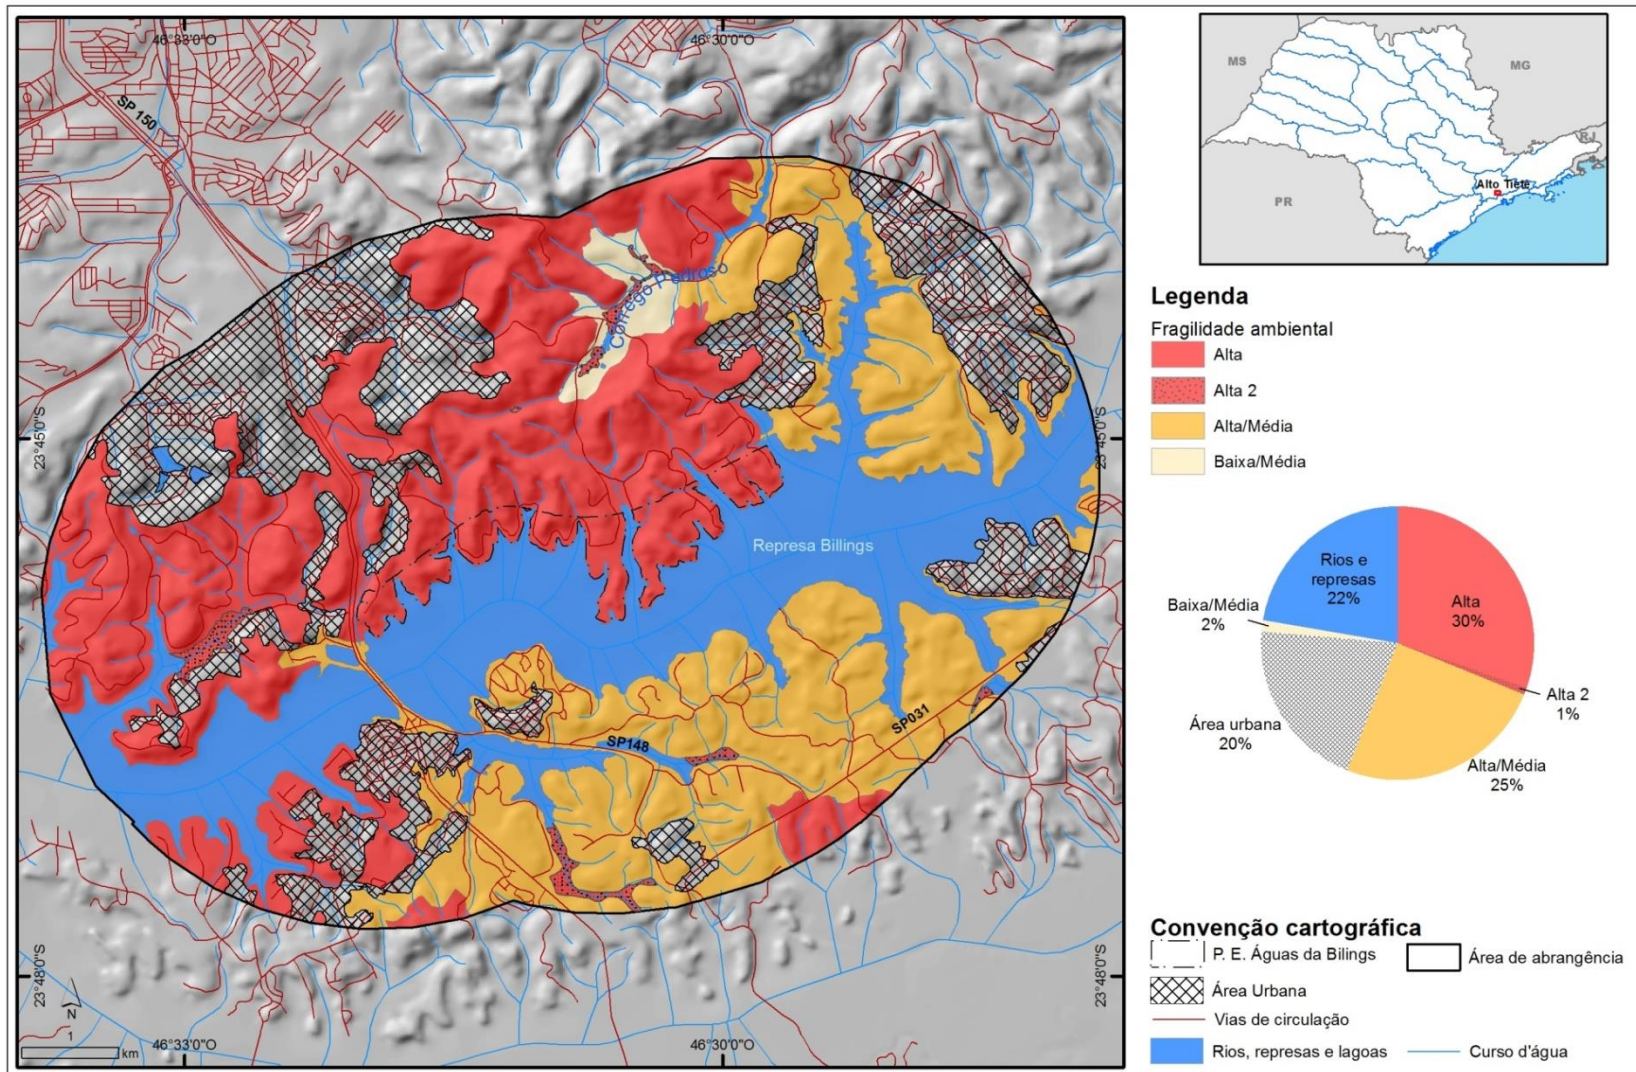 46°33'0"O
46°30'0"O
SP 150
Córrego Pedroso
23°45'0"S
23°45'0"S
Represa Billings
SP031
SP148
23°48'0"S
23°48'0"S
N
1
km
46°33'0"O
46°30'0"O
MS
MG
RJ
Alto Tietê
PR
Legenda
Fragilidade ambiental
Alta
Alta 2
Alta/Média
Baixa/Média
Rios e
represas
22%
Baixa/Média
2%
Alta
30%
Alta 2
1%
Área urbana
20%
Alta/Média
25%
Convenção cartográfica
P. E. Águas da Bilings
Área de abrangência
Área Urbana
Vias de circulação
Rios, represas e lagoas
Curso d'água